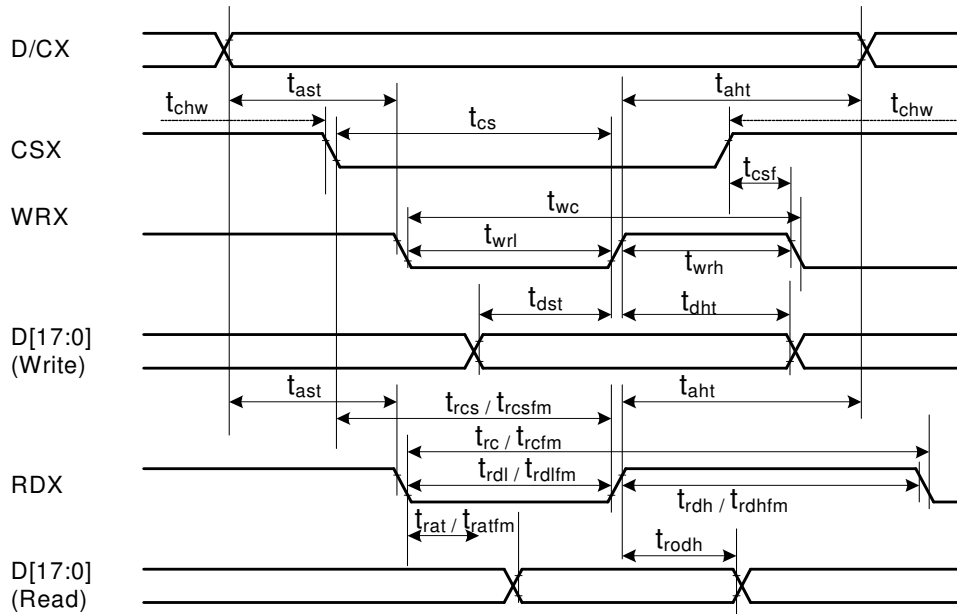 D/CX
tast
taht
tchw
tchw
tcs
CSX
tcsf
WRX
twc
twrl
twrh
tdst
tdht
D[17:0]
(Write)
tast
taht
trcs / trcsfm
trc / trcfm
RDX
trdl / trdlfm
trdh / trdhfm
trat / tratfm
trodh
D[17:0]
(Read)